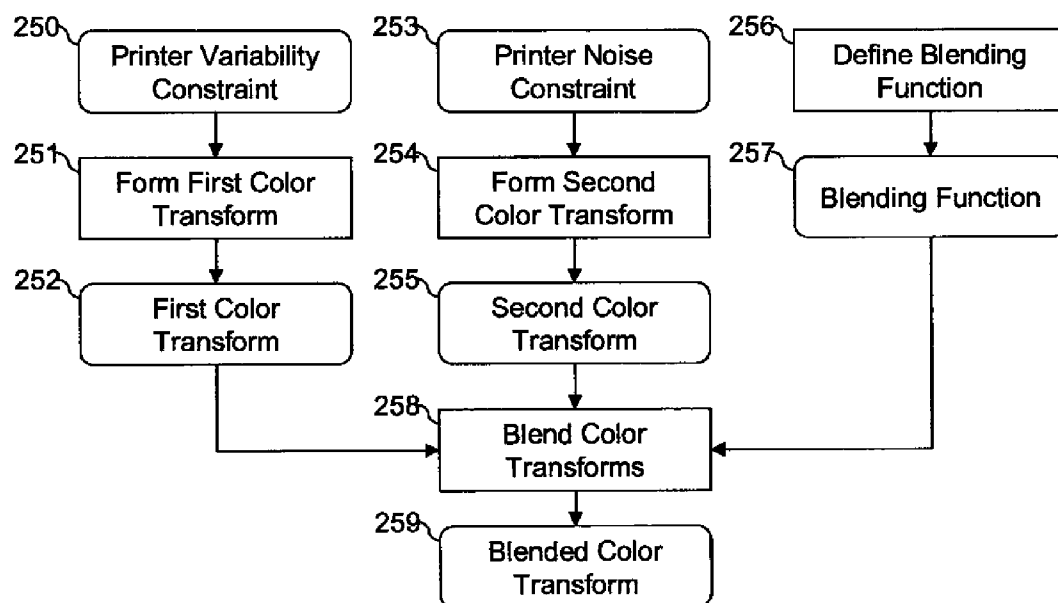 250
Printer Variability
Constraint
253
Printer Noise
Constraint
256
Define Blending
Function
251
Form First Color
Transform
254
Form Second
Color Transform
257
Blending Function
252
First Color
Transform
255
Second Color
Transform
258
Blend Color
Transforms
259
Blended Color
Transform